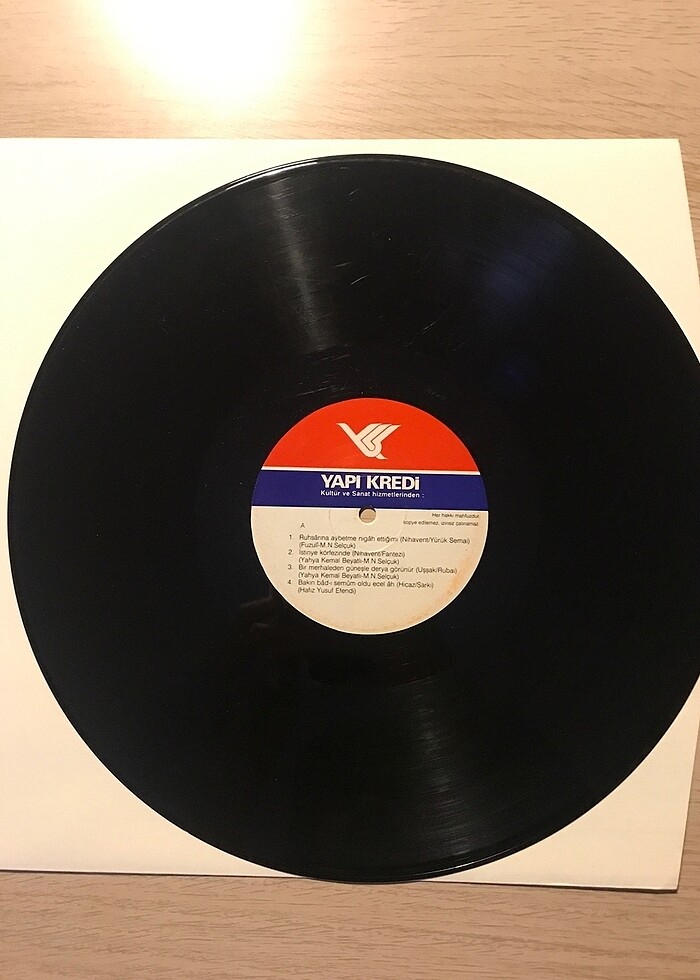 YAPI KREDİ
Kültür ve Sanat hizmetlerinden :
Her hakkı mahfuzdur,
kopye edilemez, izinsiz çalınamaz.
A
1. Ruhsârına aybetme nigâh ettiğimi (Nihavent/Yürük Semai)
(Fuzulî-M.N.Selçuk)
2. İstinye körfezinde (Nihavent/Fantezi)
(Yahya Kemal Beyatlı-M.N.Selçuk)
3. Bir merhaleden güneşle derya görünür (Uşşak/Rubai)
(Yahya Kemal Beyatlı-M.N.Selçuk)
4. Bakın bâd-ı semûm oldu ecel âh (Hicaz/Şarkı)
(Hafız Yusuf Efendi)